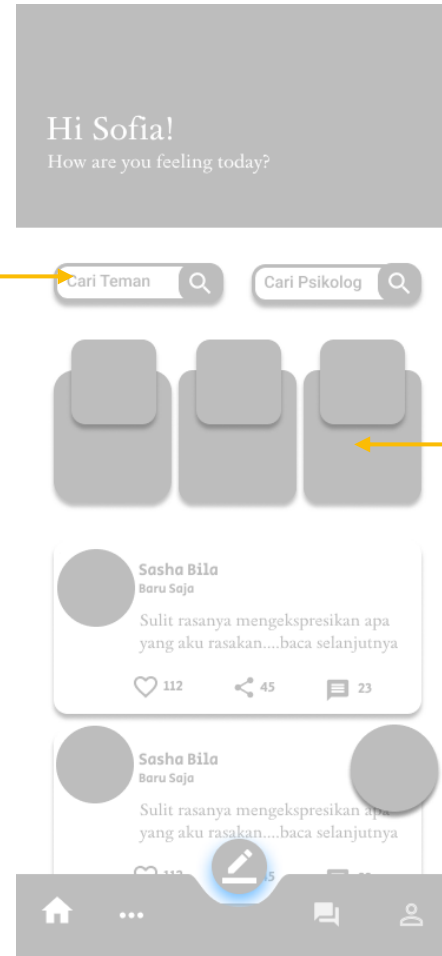 Hi Sofia!
How are you feeling today?
Cari Teman
Cari Psikolog
Sasha Bila
Baru Saja
Sulit rasanya mengekspresikan apa
yang aku rasakan....baca selanjutnya
112 45 23
Sasha Bila
Baru Saja
Sulit rasanya mengekspresikan apa
yang aku rasakan....baca selanjutnya